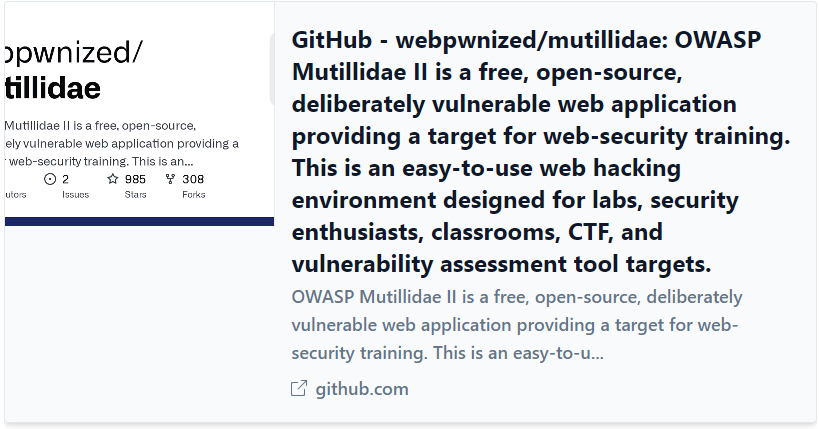 opwnized/
tillidae
Mutillidae II is a free, open-source,
ely vulnerable web application providing a
web-security training. This is an...
2
985
308
utors
Issues
Stars
Forks
GitHub - webpwnized/mutillidae: OWASP
Mutillidae II is a free, open-source,
deliberately vulnerable web application
providing a target for web-security training.
This is an easy-to-use web hacking
environment designed for labs, security
enthusiasts, classrooms, CTF, and
vulnerability assessment tool targets.
OWASP Mutillidae II is a free, open-source, deliberately
vulnerable web application providing a target for web-
security training. This is an easy-to-u...
github.com